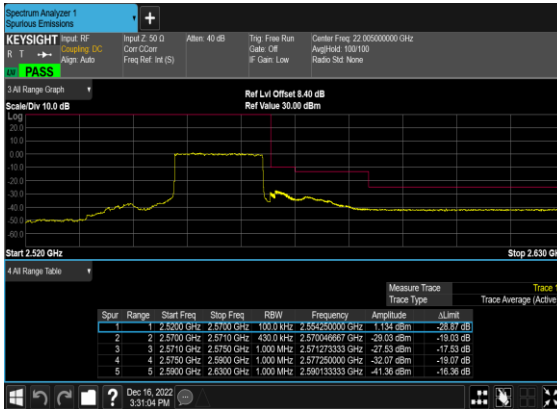 Spectrum Analyzer 1
Spurious Emissions
KEYSIGHT
R T
LXI
PASS
Input: RF
Coupling: DC
Align: Auto
Input Z: 50 Ω
Corr CCorr
Freq Ref: Int (S)
Atten: 40 dB
Trig: Free Run
Gate: Off
IF Gain: Low
Center Freq: 22.005000000 GHz
Avg|Hold: 100/100
Radio Std: None
3 All Range Graph
Scale/Div 10.0 dB
Ref Lvl Offset 8.40 dB
Ref Value 30.00 dBm
Log
20.0
10.0
0.00
-10.0
-20.0
-30.0
-40.0
-50.0
-60.0
Start 2.520 GHz
Stop 2.630 GH
4 All Range Table
Measure Trace Trace 1
Trace Type Trace Average (Active
Spur Range Start Freq Stop Freq RBW Frequency Amplitude ΔLimit
1 1 2.5200 GHz 2.5700 GHz 100.0 kHz 2.554250000 GHz 1.134 dBm -28.87 dB
2 2 2.5700 GHz 2.5710 GHz 430.0 kHz 2.570046667 GHz -29.03 dBm -19.03 dB
3 3 2.5710 GHz 2.5750 GHz 1.000 MHz 2.571273333 GHz -27.53 dBm -17.53 dB
4 4 2.5750 GHz 2.5900 GHz 1.000 MHz 2.577250000 GHz -32.07 dBm -19.07 dB
5 5 2.5900 GHz 2.6300 GHz 1.000 MHz 2.590133333 GHz -41.36 dBm -16.36 dB
?
Dec 16, 2022
3:31:04 PM